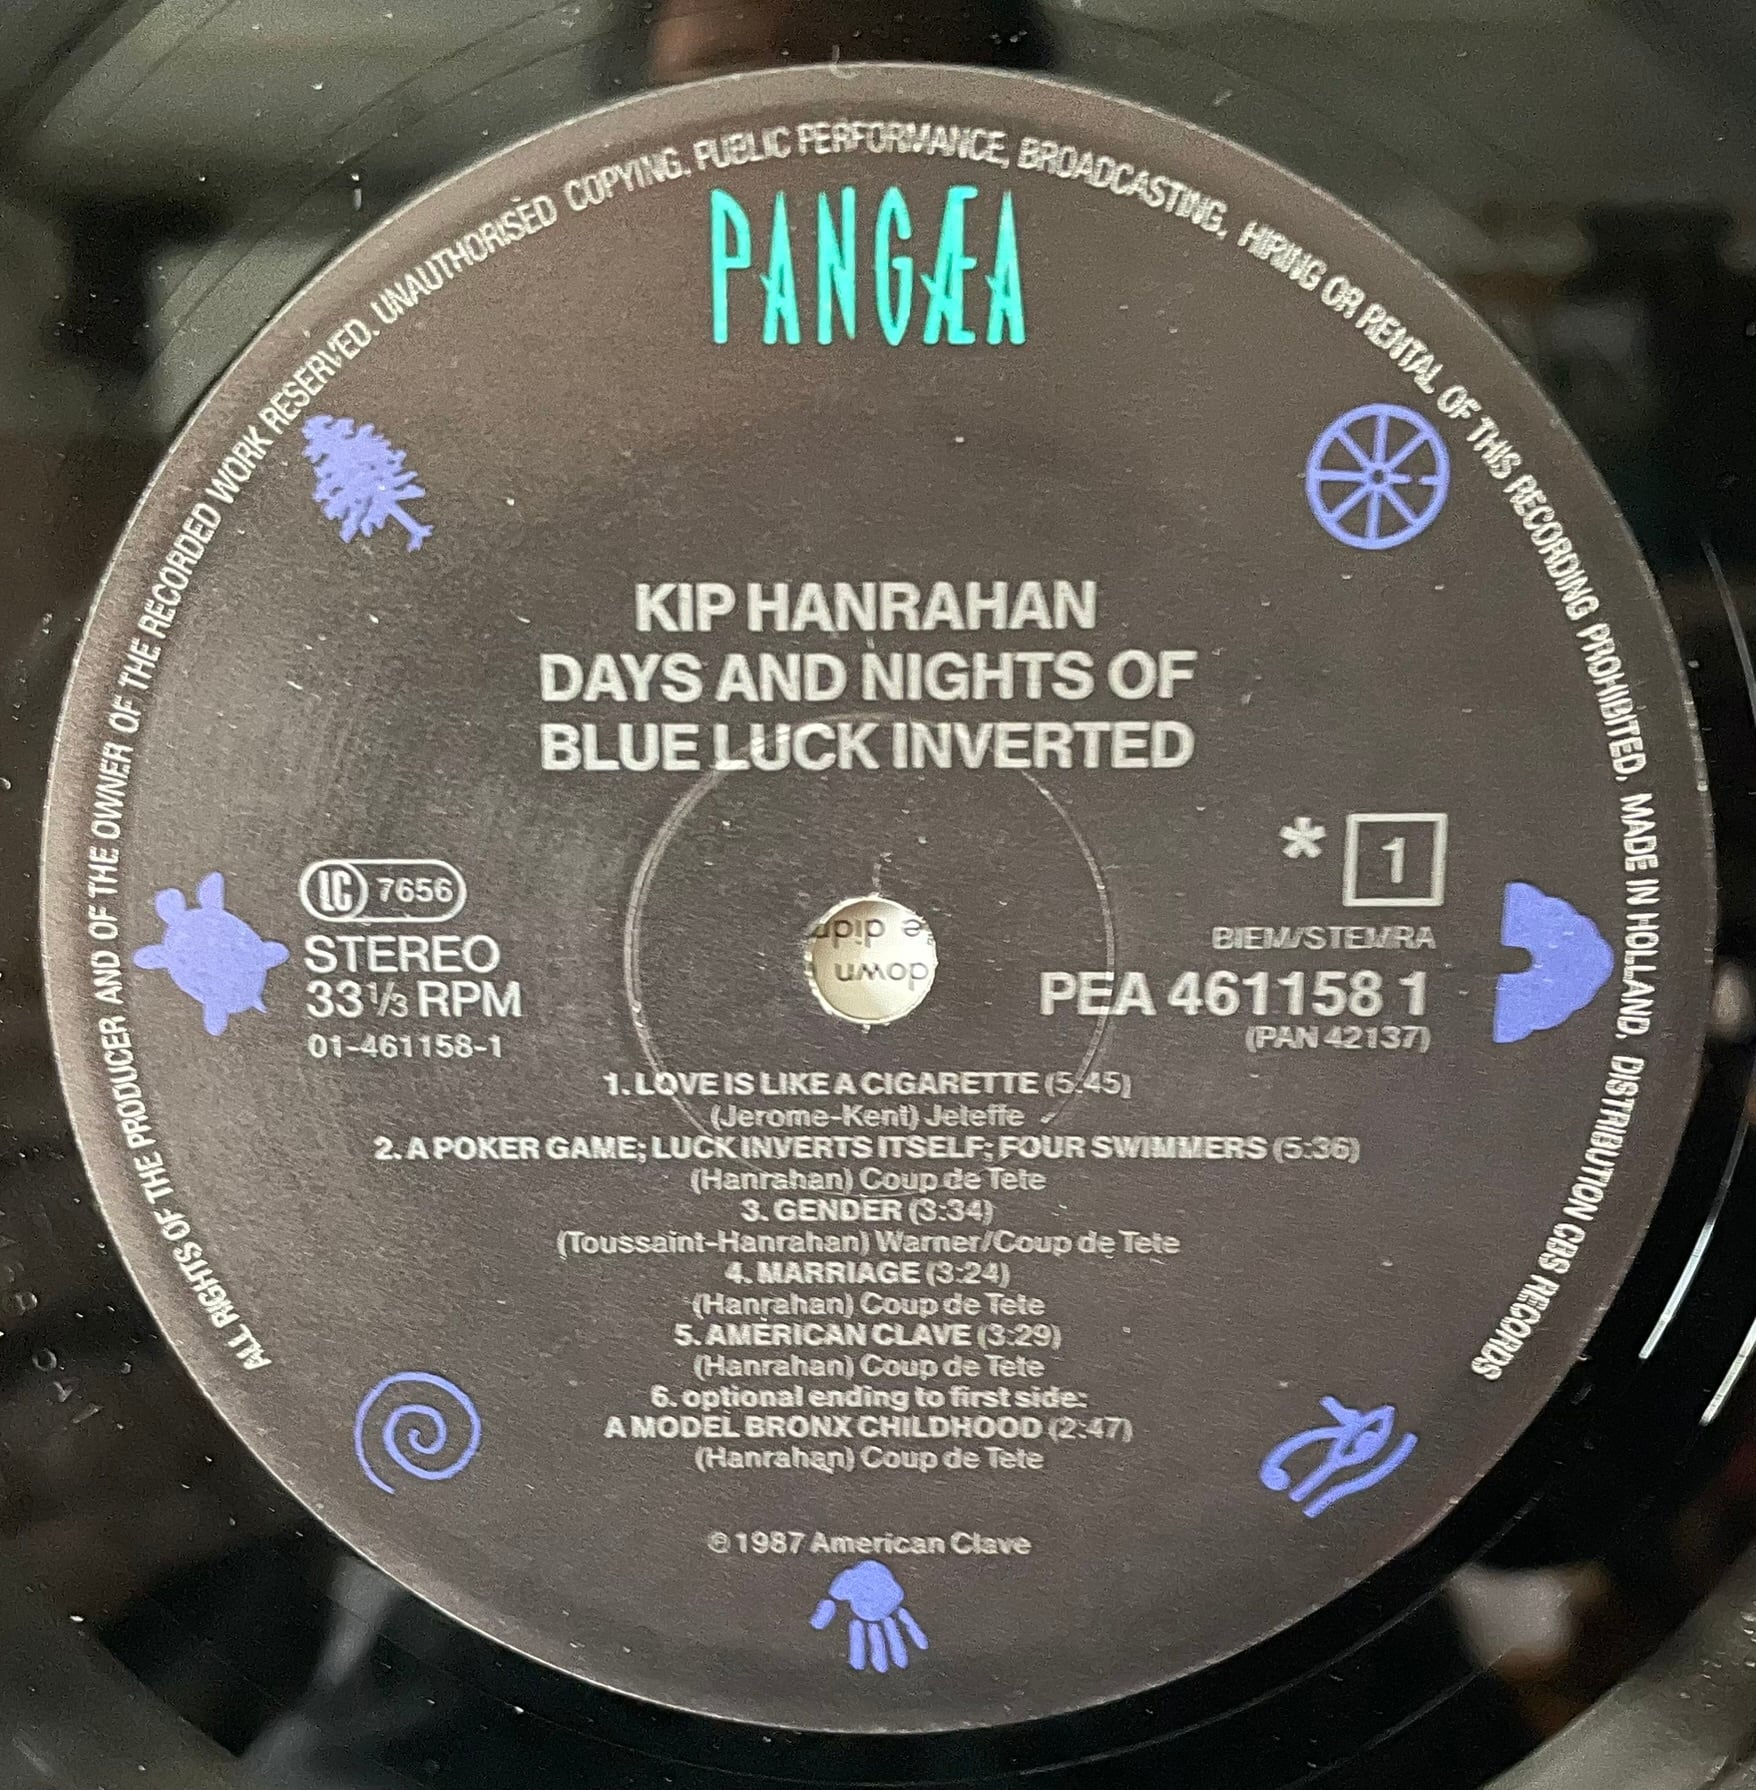 ALL RIGHTS OF THE PRODUCER AND OF THE OWNER OF THE RECORDED WORK RESERVED. UNAUTHORISED COPYING, PUBLIC PERFORMANCE, BROADCASTING, HIRING OR RENTAL OF THIS RECORDING PROHIBITED. MADE IN HOLLAND. DISTRIBUTION CBS RECORDS
PANGÆA
KIP HANRAHAN
DAYS AND NIGHTS OF
BLUE LUCK INVERTED
* 1
LC 7656
BIEM/STEMRA
STEREO
PEA 461158 1
33 1/3 RPM
(PAN 42137)
01-461158-1
down
1. LOVE IS LIKE A CIGARETTE (5:45)
(Jerome-Kent) Jeleffe
2. A POKER GAME; LUCK INVERTS ITSELF; FOUR SWIMMERS (5:36)
(Hanrahan) Coup de Tete
3. GENDER (3:34)
(Toussaint-Hanrahan) Warner/Coup de Tete
4. MARRIAGE (3:24)
(Hanrahan) Coup de Tete
5. AMERICAN CLAVE (3:29)
(Hanrahan) Coup de Tete
6. optional ending to first side:
A MODEL BRONX CHILDHOOD (2:47)
(Hanrahan) Coup de Tete
℗ 1987 American Clave